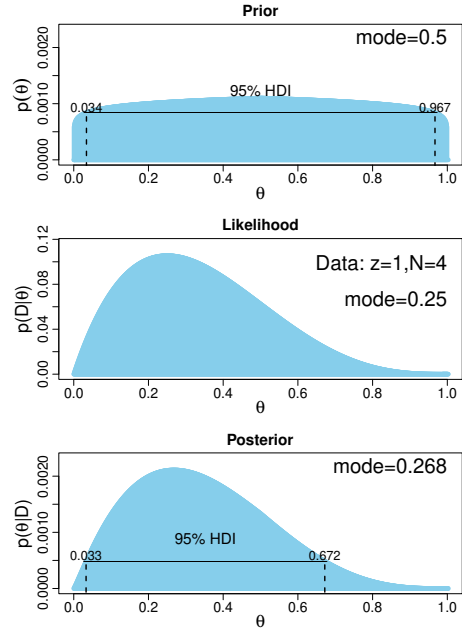 Prior
mode=0.5
p(θ)
0.0000 0.0010 0.0020
95% HDI
0.034 0.967
0.0 0.2 0.4 0.6 0.8 1.0
θ
Likelihood
Data: z=1,N=4
mode=0.25
p(D|θ)
0.00 0.04 0.08 0.12
0.0 0.2 0.4 0.6 0.8 1.0
θ
Posterior
mode=0.268
p(θ|D)
0.0000 0.0010 0.0020
95% HDI
0.033 0.672
0.0 0.2 0.4 0.6 0.8 1.0
θ